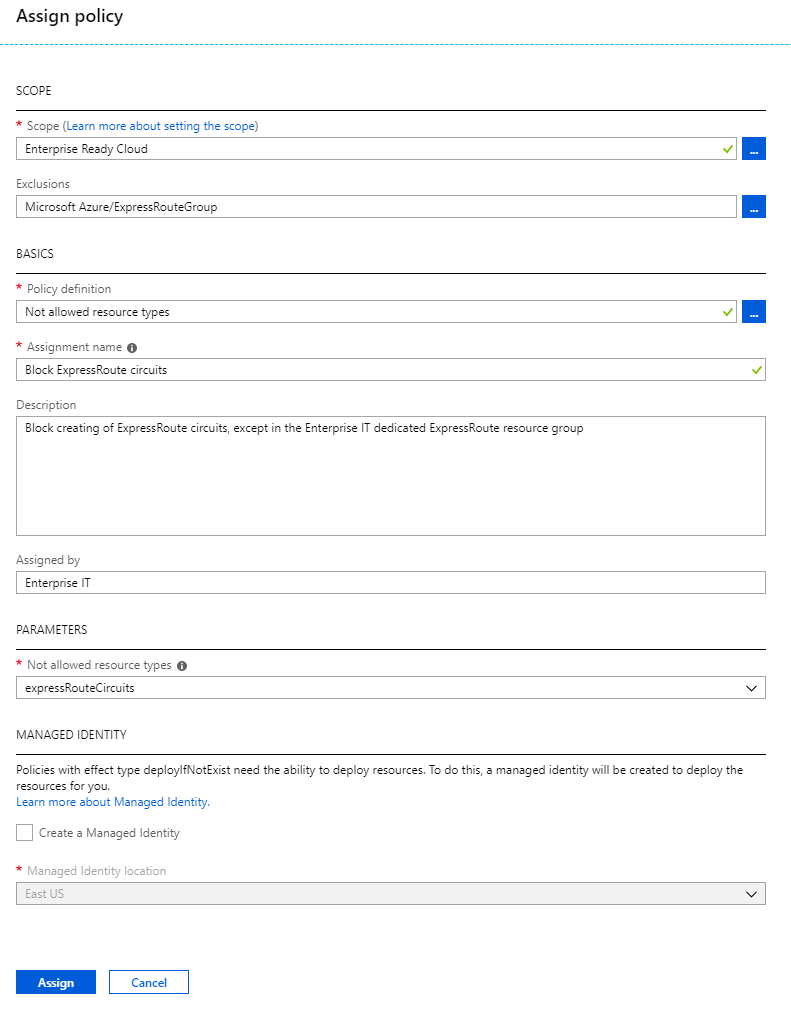 Assign policy
SCOPE
* Scope (Learn more about setting the scope)
Enterprise Ready Cloud
...
Exclusions
Microsoft Azure/ExpressRouteGroup
...
BASICS
* Policy definition
Not allowed resource types
...
* Assignment name
Block ExpressRoute circuits
Description
Block creating of ExpressRoute circuits, except in the Enterprise IT dedicated ExpressRoute resource group
Assigned by
Enterprise IT
PARAMETERS
* Not allowed resource types
expressRouteCircuits
MANAGED IDENTITY
Policies with effect type deployIfNotExist need the ability to deploy resources. To do this, a managed identity will be created to deploy the
resources for you.
Learn more about Managed Identity.
Create a Managed Identity
* Managed Identity location
East US
Assign
Cancel